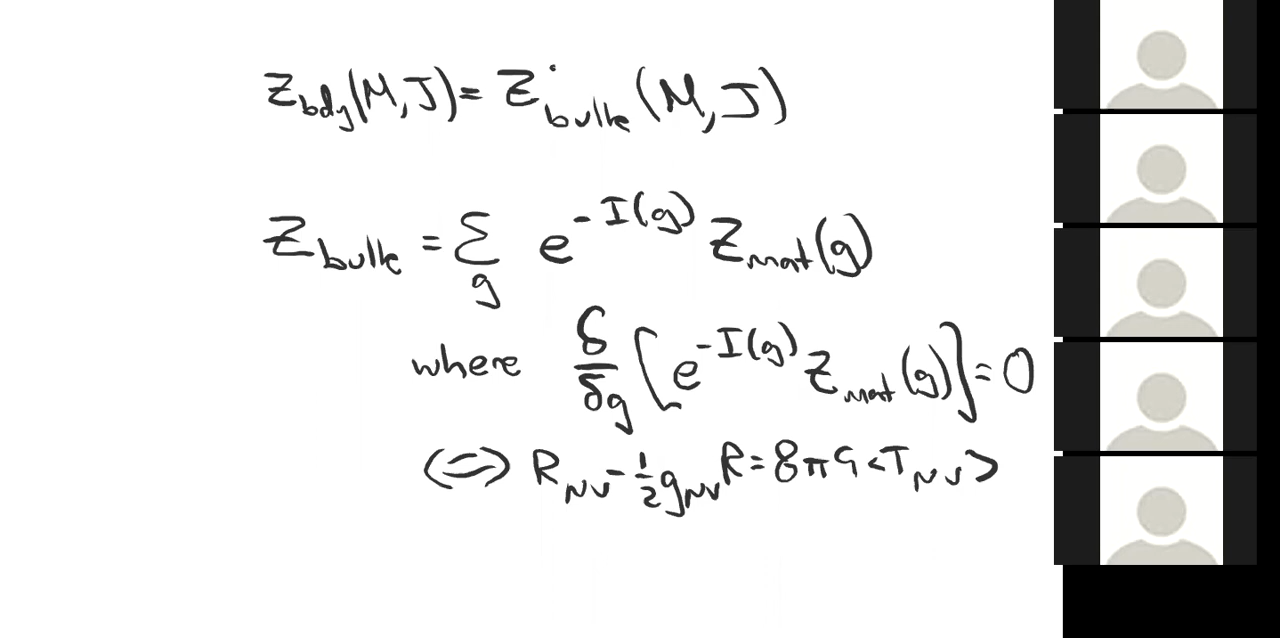 Z_bdy(M,J) = Z_bulk(M,J)
Z_bulk = Σ_g e^{-I(g)} Z_mat(g)
where δ/δg [e^{-I(g)} Z_mat(g)] = 0
⟺ R_μν - 1/2 g_μν R = 8πG <T_μν>